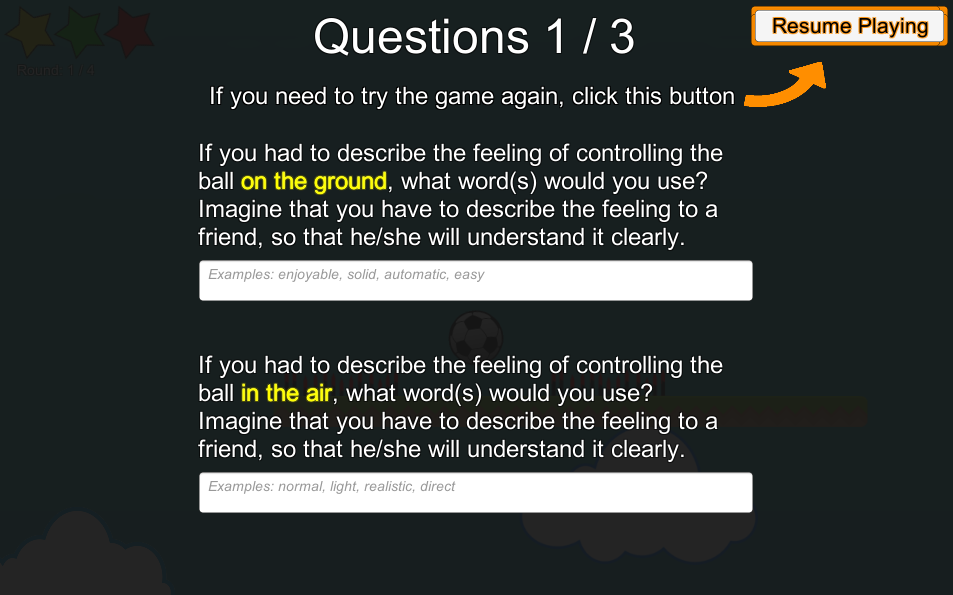 Questions 1 / 3
Resume Playing
If you need to try the game again, click this button
If you had to describe the feeling of controlling the
ball on the ground, what word(s) would you use?
Imagine that you have to describe the feeling to a
friend, so that he/she will understand it clearly.
Examples: enjoyable, solid, automatic, easy
If you had to describe the feeling of controlling the
ball in the air, what word(s) would you use?
Imagine that you have to describe the feeling to a
friend, so that he/she will understand it clearly.
Examples: normal, light, realistic, direct